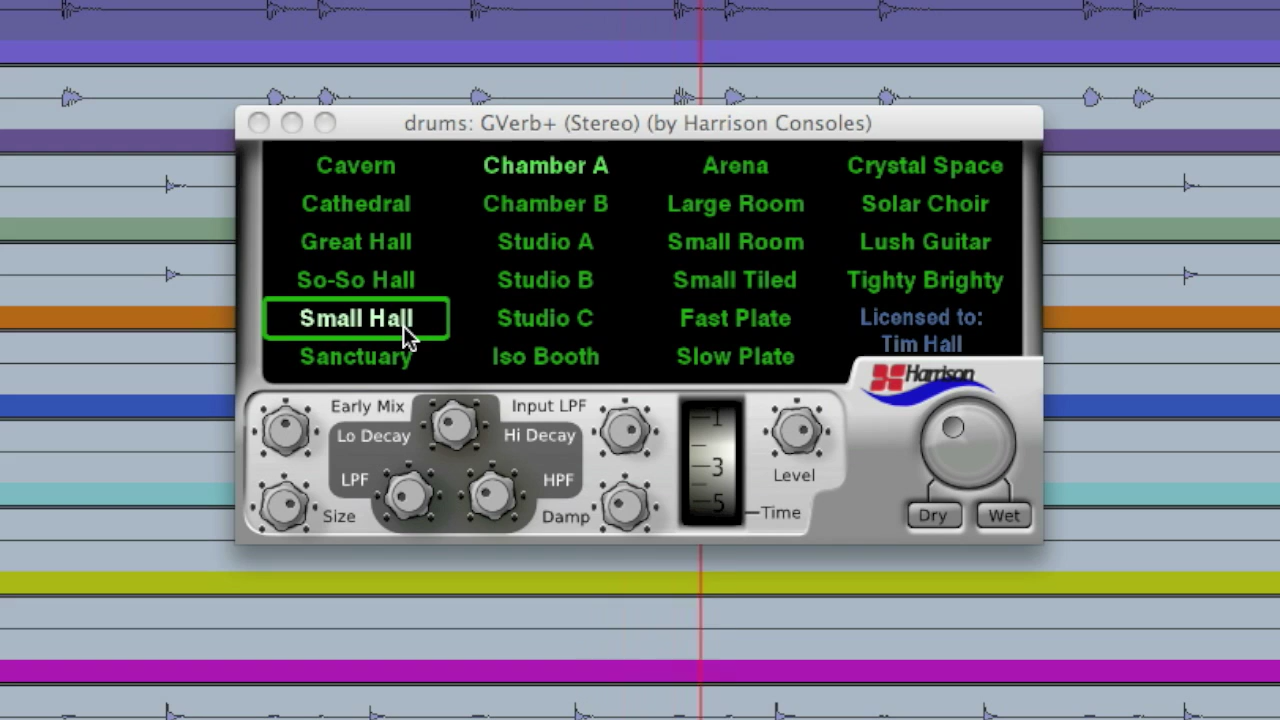 drums: GVerb+ (Stereo) (by Harrison Consoles)
Cavern Chamber A Arena Crystal Space
Cathedral Chamber B Large Room Solar Choir
Great Hall Studio A Small Room Lush Guitar
So-So Hall Studio B Small Tiled Tighty Brighty
Small Hall Studio C Fast Plate Licensed to:
Tim Hall
Sanctuary Iso Booth Slow Plate
Harrison
Early Mix Input LPF 1
Lo Decay Hi Decay
LPF HPF 3 Level
Size Damp 5 Time Dry Wet